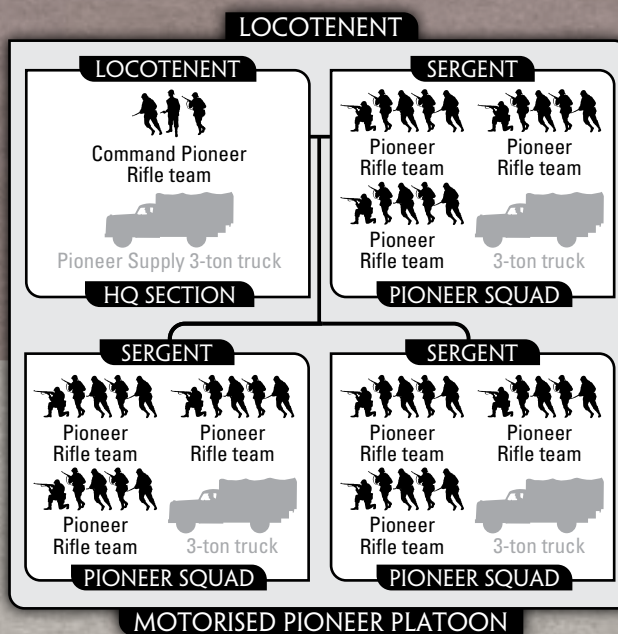 LOCOTENENT
LOCOTENENT
Command Pioneer
Rifle team
Pioneer Supply 3-ton truck
HQ SECTION
SERGENT
Pioneer
Rifle team
Pioneer
Rifle team
Pioneer
Rifle team
3-ton truck
PIONEER SQUAD
SERGENT
Pioneer
Rifle team
Pioneer
Rifle team
Pioneer
Rifle team
3-ton truck
PIONEER SQUAD
SERGENT
Pioneer
Rifle team
Pioneer
Rifle team
Pioneer
Rifle team
3-ton truck
PIONEER SQUAD
MOTORISED PIONEER PLATOON